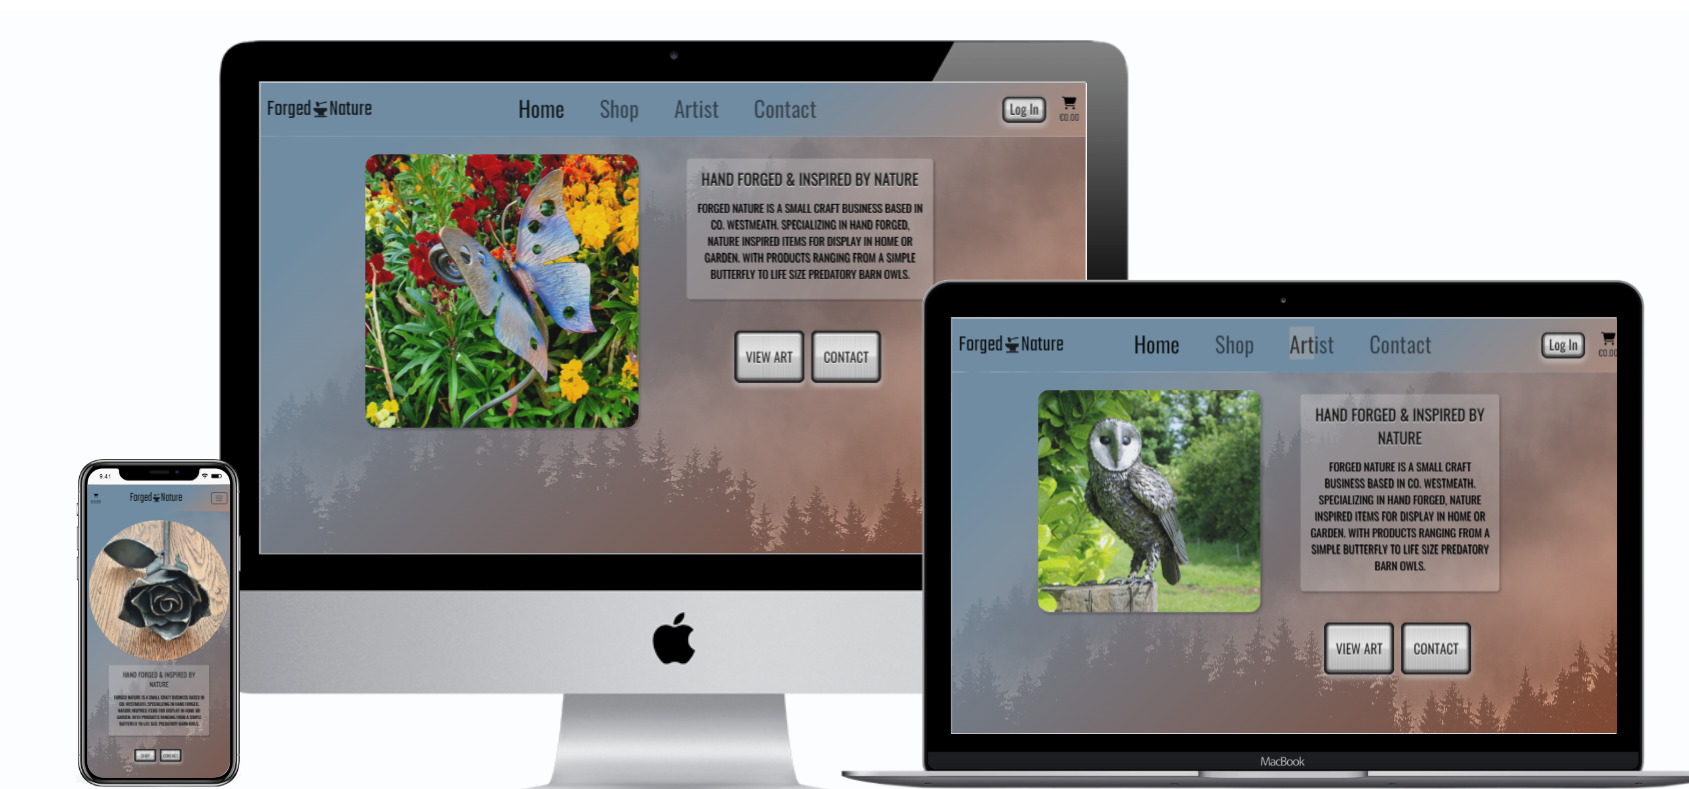 Forged Nature
Home Shop Artist Contact
Log In
€0.00
HAND FORGED & INSPIRED BY NATURE
FORGED NATURE IS A SMALL CRAFT BUSINESS BASED IN
CO. WESTMEATH. SPECIALIZING IN HAND FORGED,
NATURE INSPIRED ITEMS FOR DISPLAY IN HOME OR
GARDEN. WITH PRODUCTS RANGING FROM A SIMPLE
BUTTERFLY TO LIFE SIZE PREDATORY BARN OWLS.
VIEW ART
CONTACT
Forged Nature
Home Shop Artist Contact
Log In
€0.00
HAND FORGED & INSPIRED BY
NATURE
FORGED NATURE IS A SMALL CRAFT
BUSINESS BASED IN CO. WESTMEATH.
SPECIALIZING IN HAND FORGED, NATURE
INSPIRED ITEMS FOR DISPLAY IN HOME OR
GARDEN. WITH PRODUCTS RANGING FROM A
SIMPLE BUTTERFLY TO LIFE SIZE PREDATORY
BARN OWLS.
VIEW ART
CONTACT
MacBook
9:41
Forged Nature
HAND FORGED & INSPIRED BY
NATURE
FORGED NATURE IS A SMALL CRAFT BUSINESS BASED IN
CO. WESTMEATH. SPECIALIZING IN HAND FORGED,
NATURE INSPIRED ITEMS FOR DISPLAY IN HOME OR
GARDEN. WITH PRODUCTS RANGING FROM A SIMPLE
BUTTERFLY TO LIFE SIZE PREDATORY BARN OWLS.
CONTACT